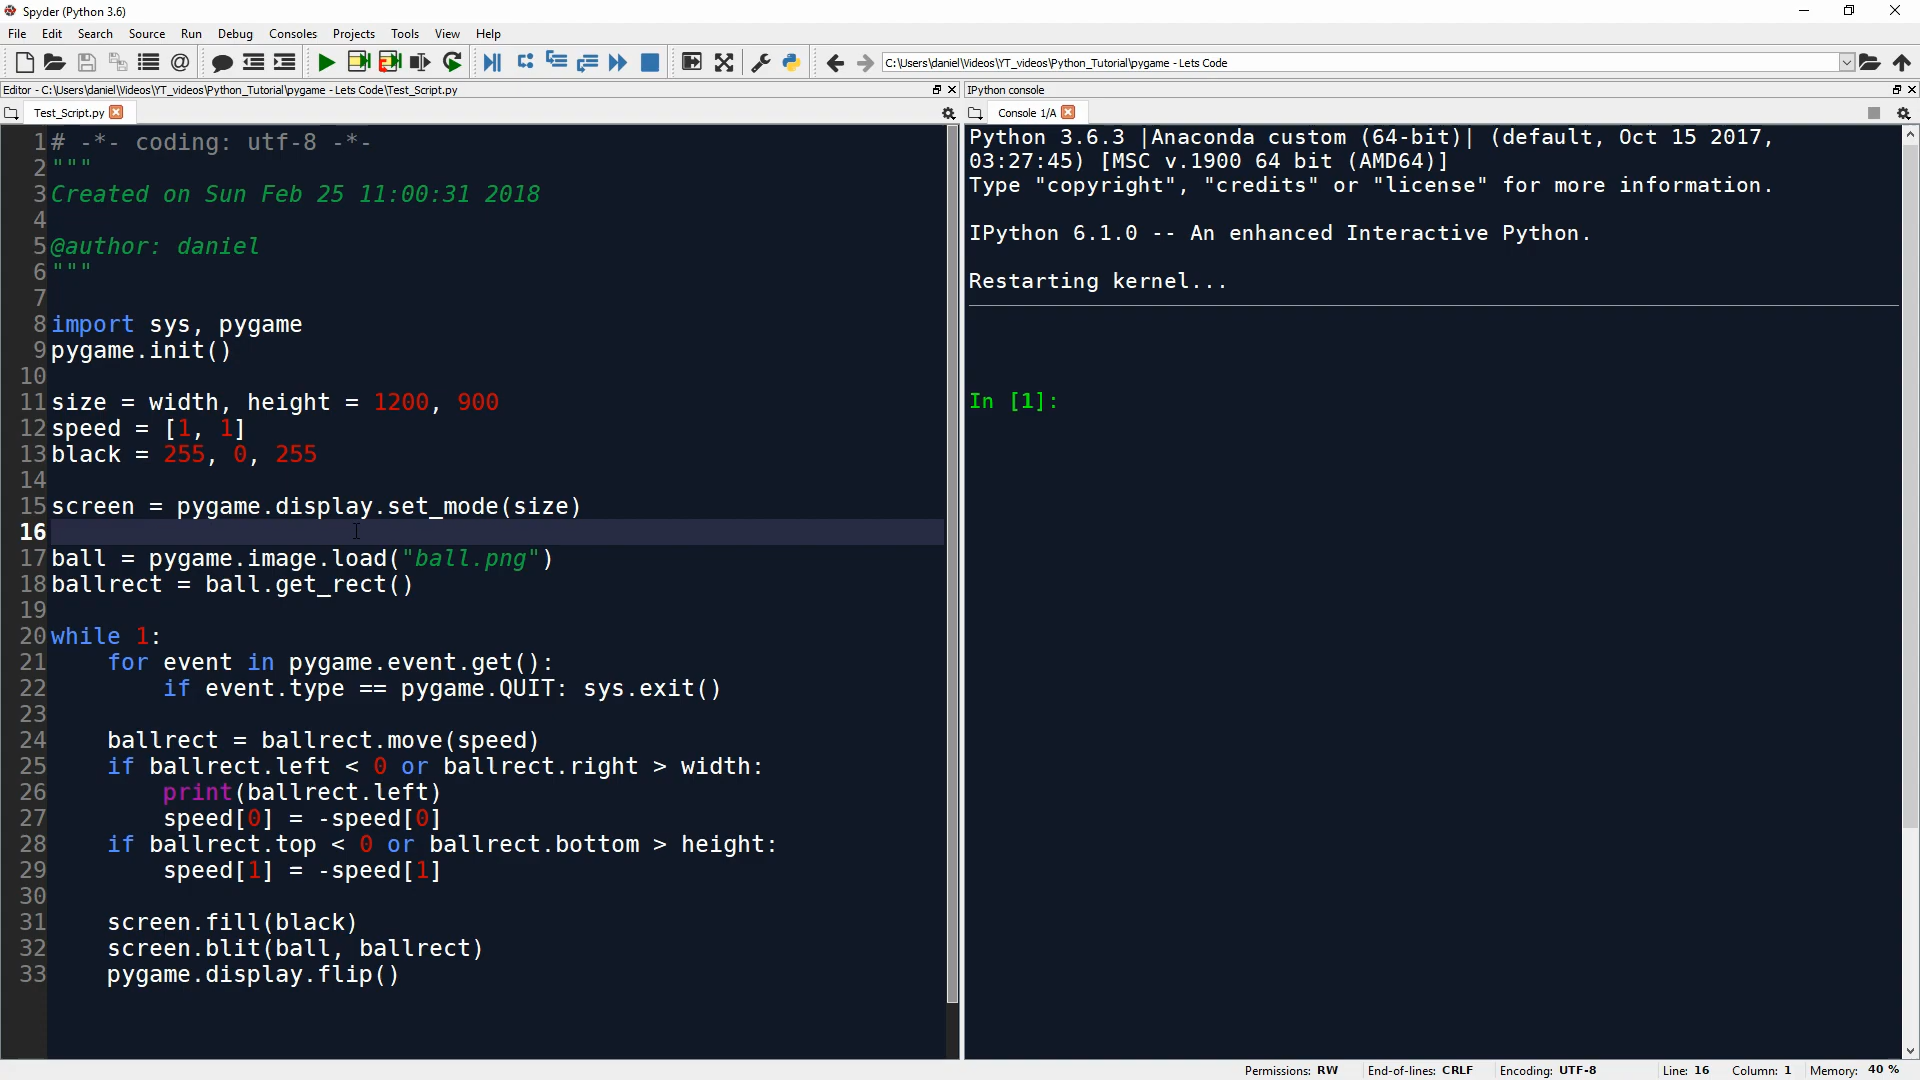 Spyder (Python 3.6)
File Edit Search Source Run Debug Consoles Projects Tools View Help
C:\Users\daniel\Videos\YT_videos\Python_Tutorial\pygame - Lets Code
Editor - C:\Users\daniel\Videos\YT_videos\Python_Tutorial\pygame - Lets Code\Test_Script.py
Test_Script.py
1 # -*- coding: utf-8 -*-
2 """
3 Created on Sun Feb 25 11:00:31 2018
4
5 @author: daniel
6 """
7
8 import sys, pygame
9 pygame.init()
10
11 size = width, height = 1200, 900
12 speed = [1, 1]
13 black = 255, 0, 255
14
15 screen = pygame.display.set_mode(size)
16
17 ball = pygame.image.load("ball.png")
18 ballrect = ball.get_rect()
19
20 while 1:
21     for event in pygame.event.get():
22         if event.type == pygame.QUIT: sys.exit()
23
24     ballrect = ballrect.move(speed)
25     if ballrect.left < 0 or ballrect.right > width:
26         print(ballrect.left)
27         speed[0] = -speed[0]
28     if ballrect.top < 0 or ballrect.bottom > height:
29         speed[1] = -speed[1]
30
31     screen.fill(black)
32     screen.blit(ball, ballrect)
33     pygame.display.flip()
IPython console
Console 1/A
Python 3.6.3 |Anaconda custom (64-bit)| (default, Oct 15 2017,
03:27:45) [MSC v.1900 64 bit (AMD64)]
Type "copyright", "credits" or "license" for more information.
IPython 6.1.0 -- An enhanced Interactive Python.
Restarting kernel...
In [1]:
Permissions: RW End-of-lines: CRLF Encoding: UTF-8 Line: 16 Column: 1 Memory: 40 %